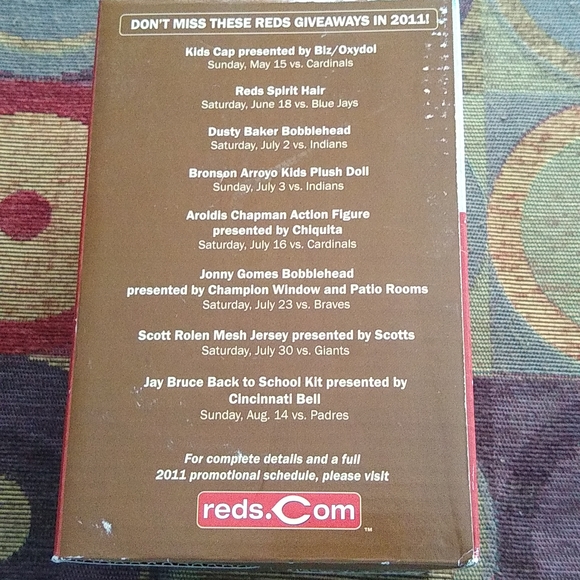 DON'T MISS THESE REDS GIVEAWAYS IN 2011!
Kids Cap presented by Biz/Oxydol
Sunday, May 15 vs. Cardinals
Reds Spirit Hair
Saturday, June 18 vs. Blue Jays
Dusty Baker Bobblehead
Saturday, July 2 vs. Indians
Bronson Arroyo Kids Plush Doll
Sunday, July 3 vs. Indians
Aroldis Chapman Action Figure
presented by Chiquita
Saturday, July 16 vs. Cardinals
Jonny Gomes Bobblehead
presented by Champion Window and Patio Rooms
Saturday, July 23 vs. Braves
Scott Rolen Mesh Jersey presented by Scotts
Saturday, July 30 vs. Giants
Jay Bruce Back to School Kit presented by
Cincinnati Bell
Sunday, Aug. 14 vs. Padres
For complete details and a full
2011 promotional schedule, please visit
reds.Com
™